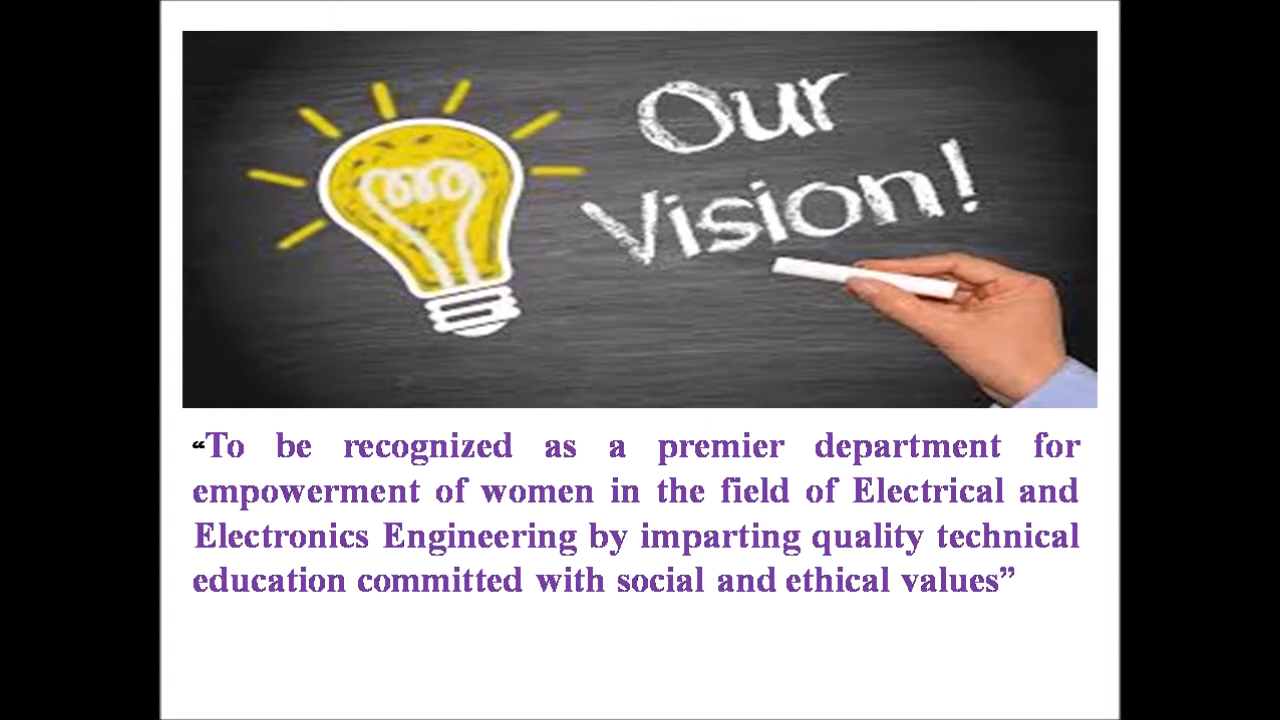 Our
Vision!
“To be recognized as a premier department for
empowerment of women in the field of Electrical and
Electronics Engineering by imparting quality technical
education committed with social and ethical values”